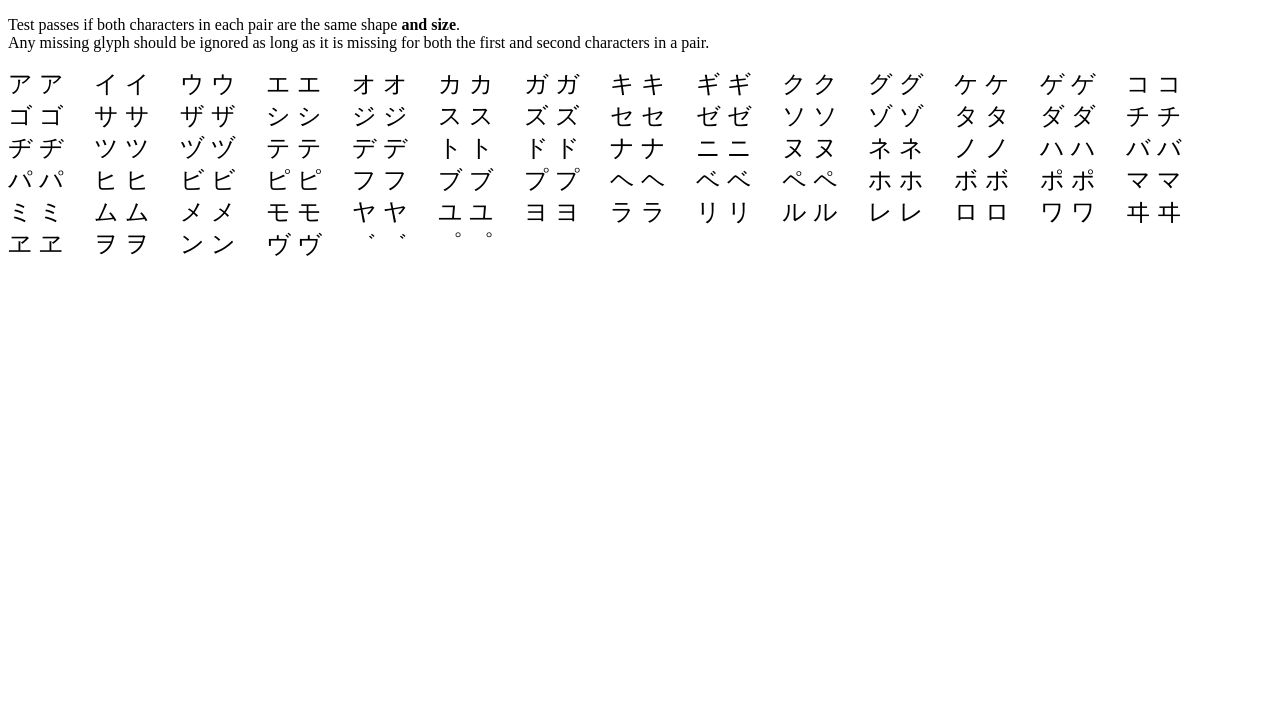 Test passes if both characters in each pair are the same shape and size.
Any missing glyph should be ignored as long as it is missing for both the first and second characters in a pair.
ア ア イ イ ウ ウ エ エ オ オ カ カ ガ ガ キ キ ギ ギ ク ク グ グ ケ ケ ゲ ゲ コ コ
ゴ ゴ サ サ ザ ザ シ シ ジ ジ ス ス ズ ズ セ セ ゼ ゼ ソ ソ ゾ ゾ タ タ ダ ダ チ チ
ヂ ヂ ツ ツ ヅ ヅ テ テ デ デ ト ト ド ド ナ ナ ニ ニ ヌ ヌ ネ ネ ノ ノ ハ ハ バ バ
パ パ ヒ ヒ ビ ビ ピ ピ フ フ ブ ブ プ プ ヘ ヘ ベ ベ ペ ペ ホ ホ ボ ボ ポ ポ マ マ
ミ ミ ム ム メ メ モ モ ヤ ヤ ユ ユ ヨ ヨ ラ ラ リ リ ル ル レ レ ロ ロ ワ ワ ヰ ヰ
ヱ ヱ ヲ ヲ ン ン ヴ ヴ ゛ ゛ ゜ ゜